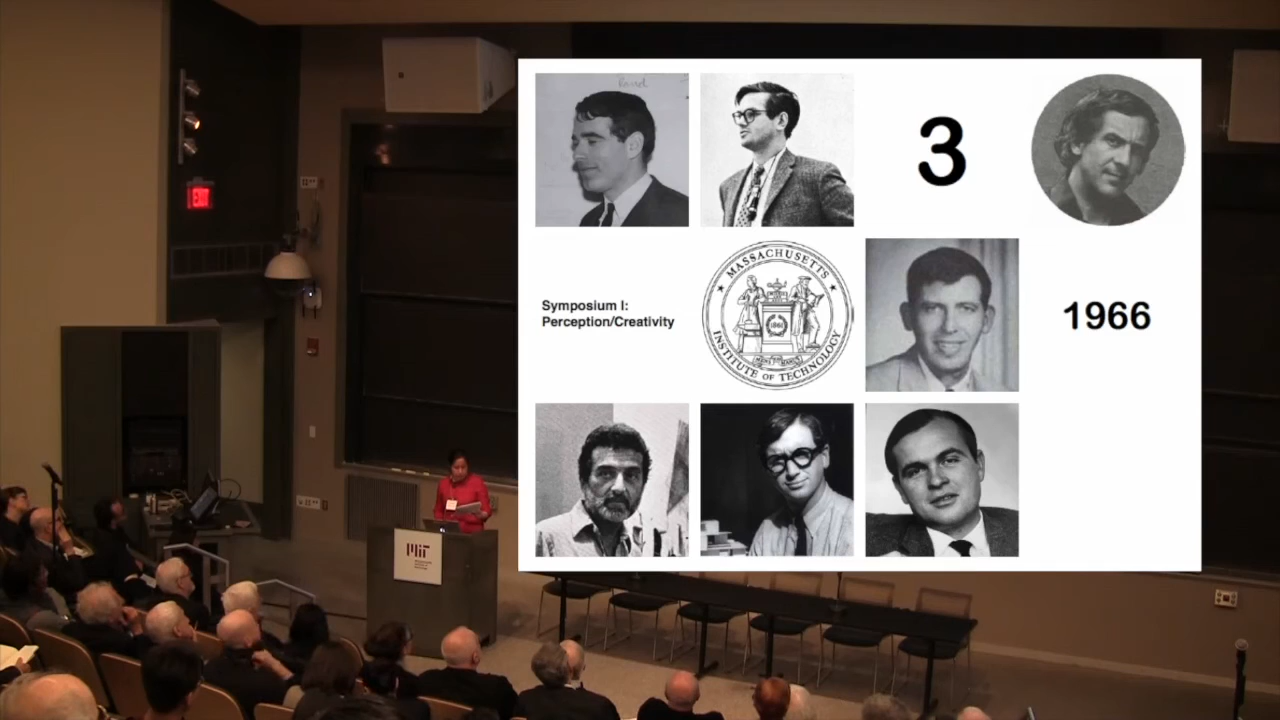 3
Symposium I:
Perception/Creativity
MASSACHUSETTS
INSTITUTE OF TECHNOLOGY
1861
1966
EXIT
MIT